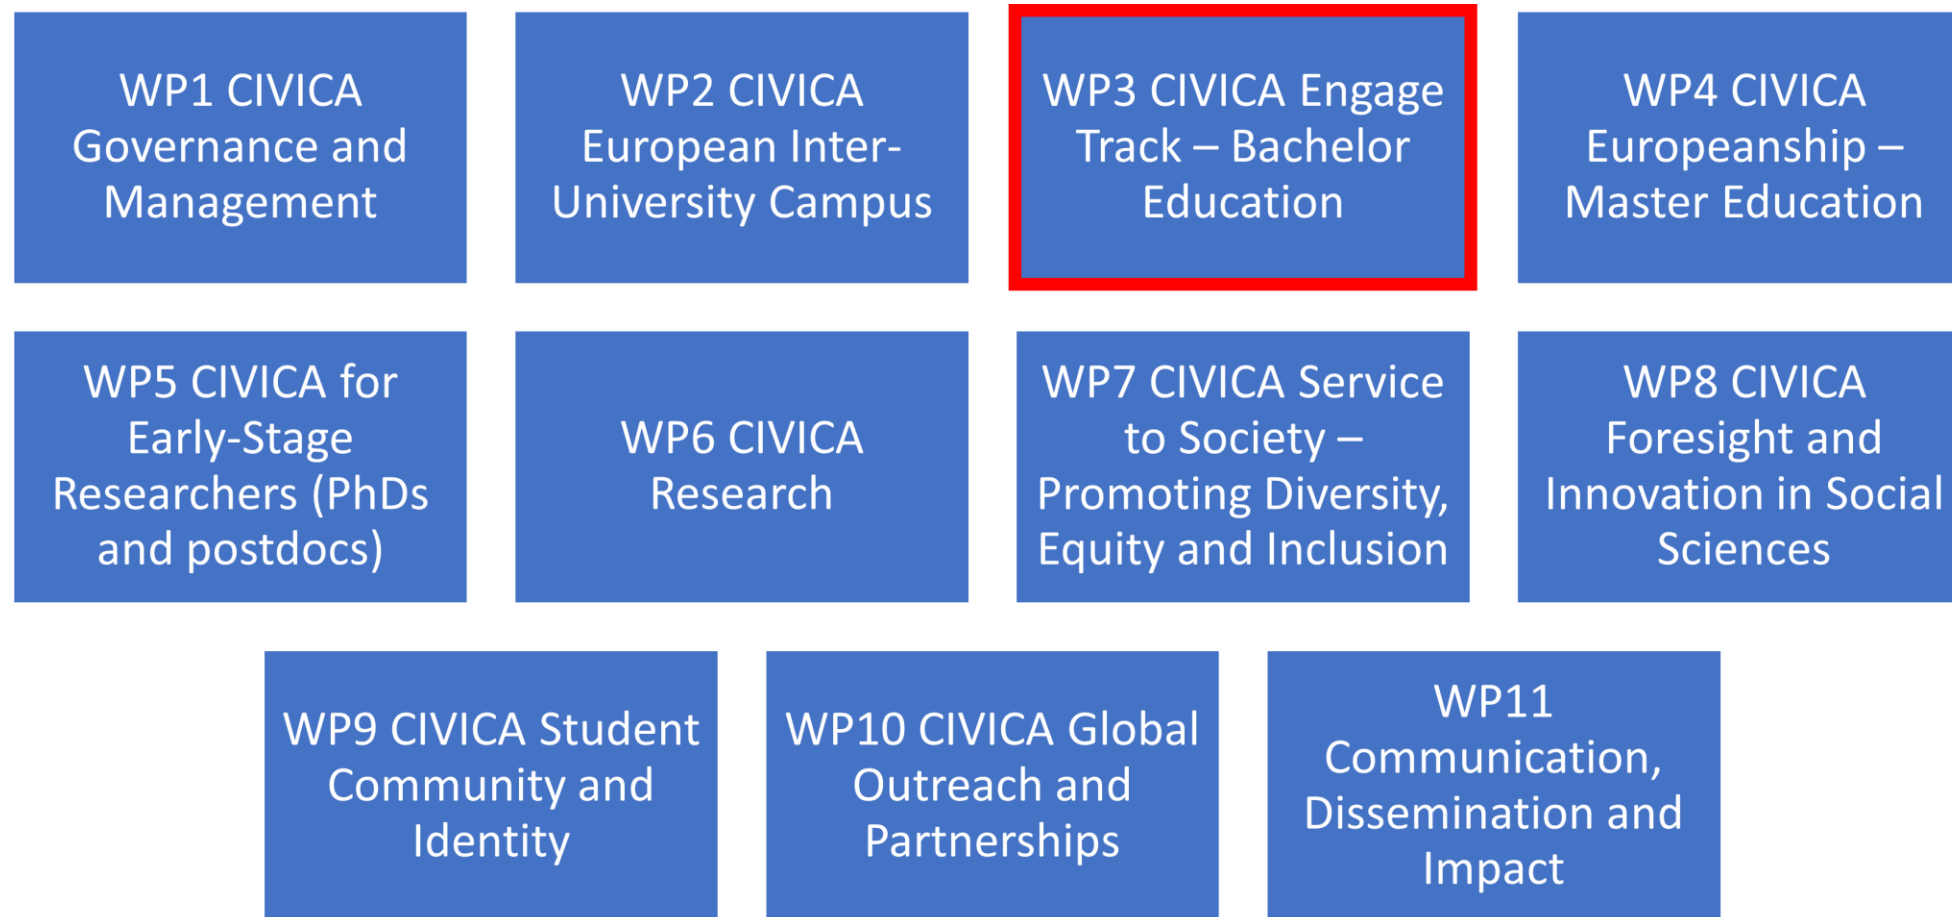 WP1 CIVICA
Governance and
Management
WP2 CIVICA
European Inter-
University Campus
WP3 CIVICA Engage
Track – Bachelor
Education
WP4 CIVICA
Europeanship –
Master Education
WP5 CIVICA for
Early-Stage
Researchers (PhDs
and postdocs)
WP6 CIVICA
Research
WP7 CIVICA Service
to Society –
Promoting Diversity,
Equity and Inclusion
WP8 CIVICA
Foresight and
Innovation in Social
Sciences
WP9 CIVICA Student
Community and
Identity
WP10 CIVICA Global
Outreach and
Partnerships
WP11
Communication,
Dissemination and
Impact